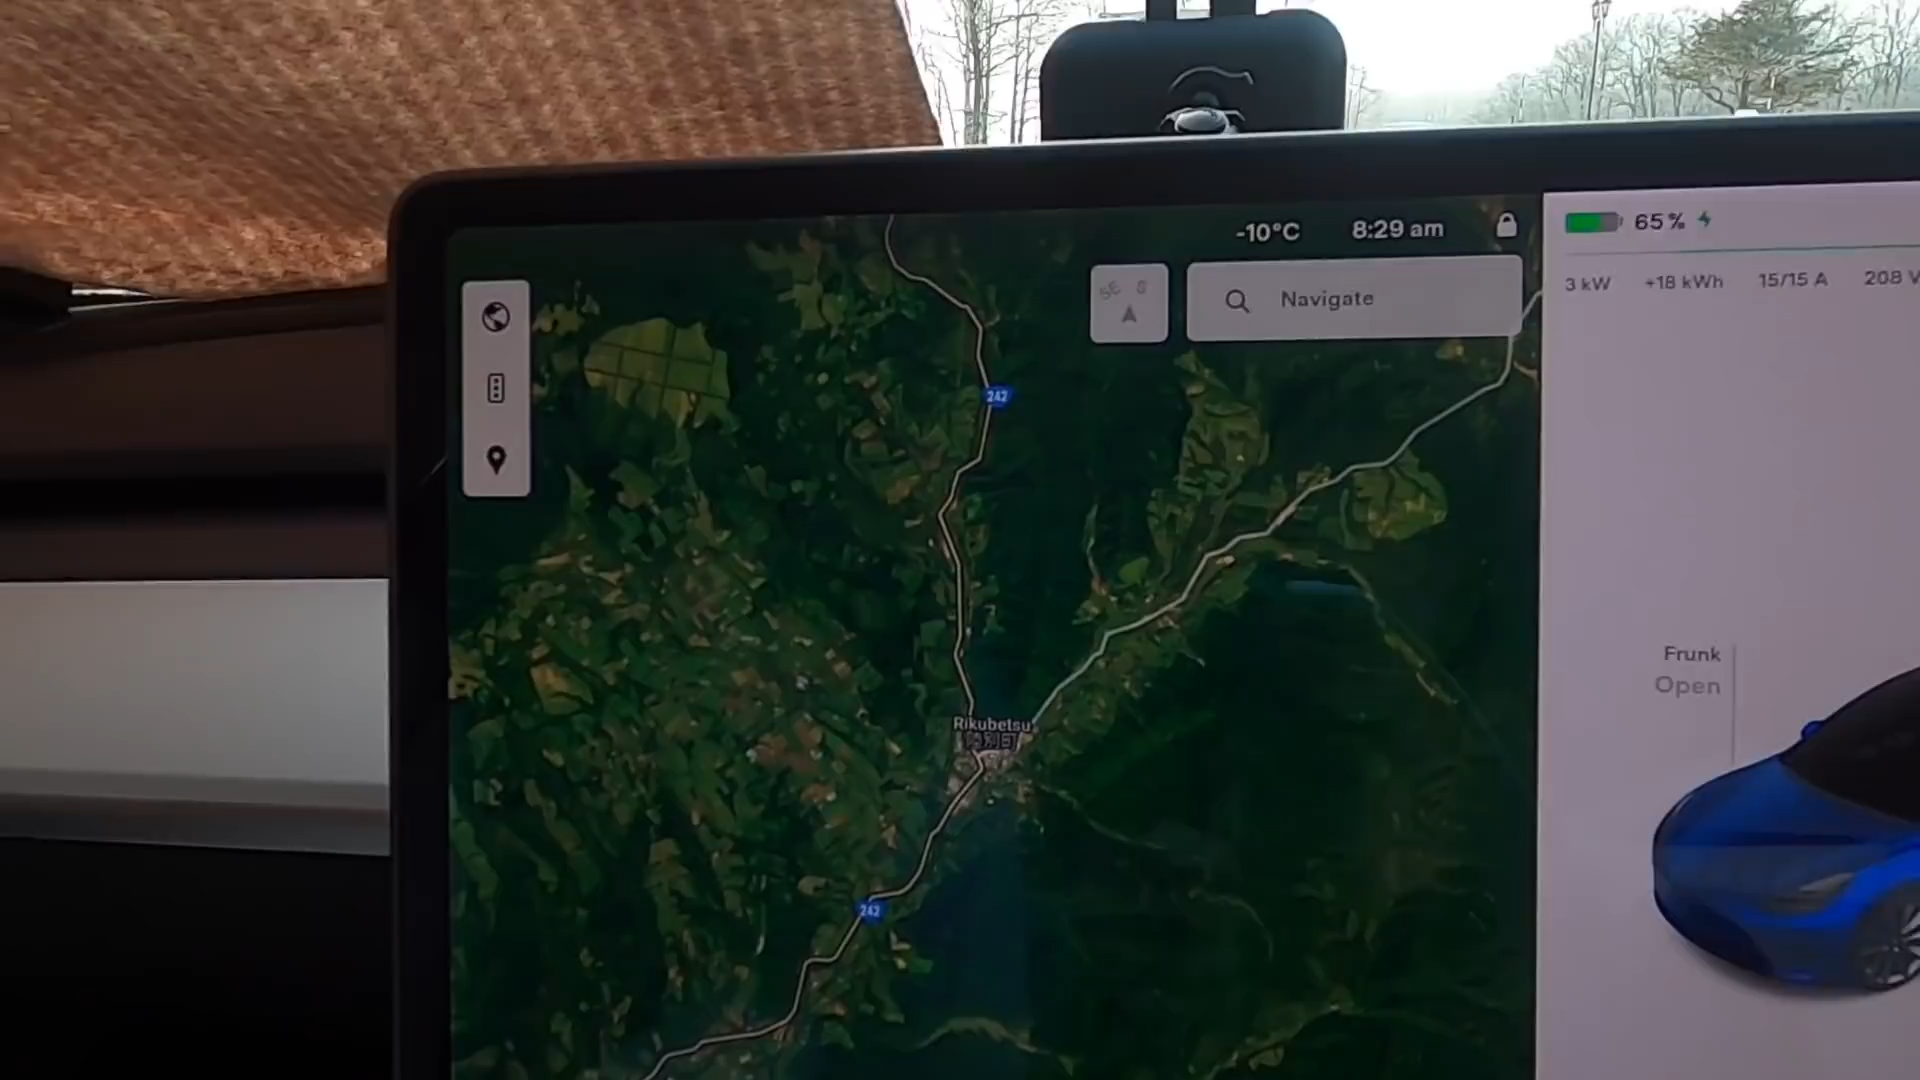 -10°C 8:29 am
65%
SE S
Navigate
3 kW +18 kWh 15/15 A 208 V
242
Frunk
Open
Rikubetsu
陸別町
242